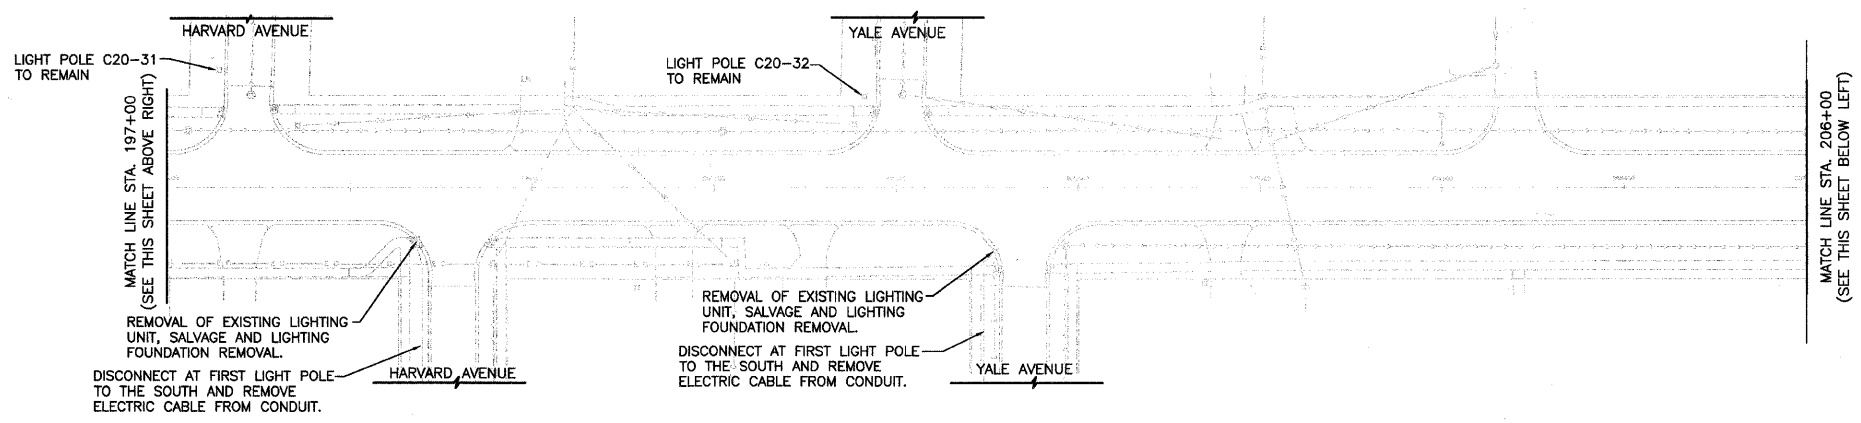 HARVARD AVENUE
YALE AVENUE
LIGHT POLE C20-31
TO REMAIN
LIGHT POLE C20-32
TO REMAIN
MATCH LINE STA. 197+00
(SEE THIS SHEET ABOVE RIGHT)
MATCH LINE STA. 206+00
(SEE THIS SHEET BELOW LEFT)
REMOVAL OF EXISTING LIGHTING
UNIT, SALVAGE AND LIGHTING
FOUNDATION REMOVAL.
DISCONNECT AT FIRST LIGHT POLE
TO THE SOUTH AND REMOVE
ELECTRIC CABLE FROM CONDUIT.
HARVARD AVENUE
REMOVAL OF EXISTING LIGHTING
UNIT, SALVAGE AND LIGHTING
FOUNDATION REMOVAL.
DISCONNECT AT FIRST LIGHT POLE
TO THE SOUTH AND REMOVE
ELECTRIC CABLE FROM CONDUIT.
YALE AVENUE